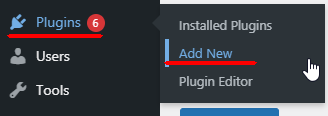 Plugins 6
Users
Tools
Installed Plugins
Add New
Plugin Editor